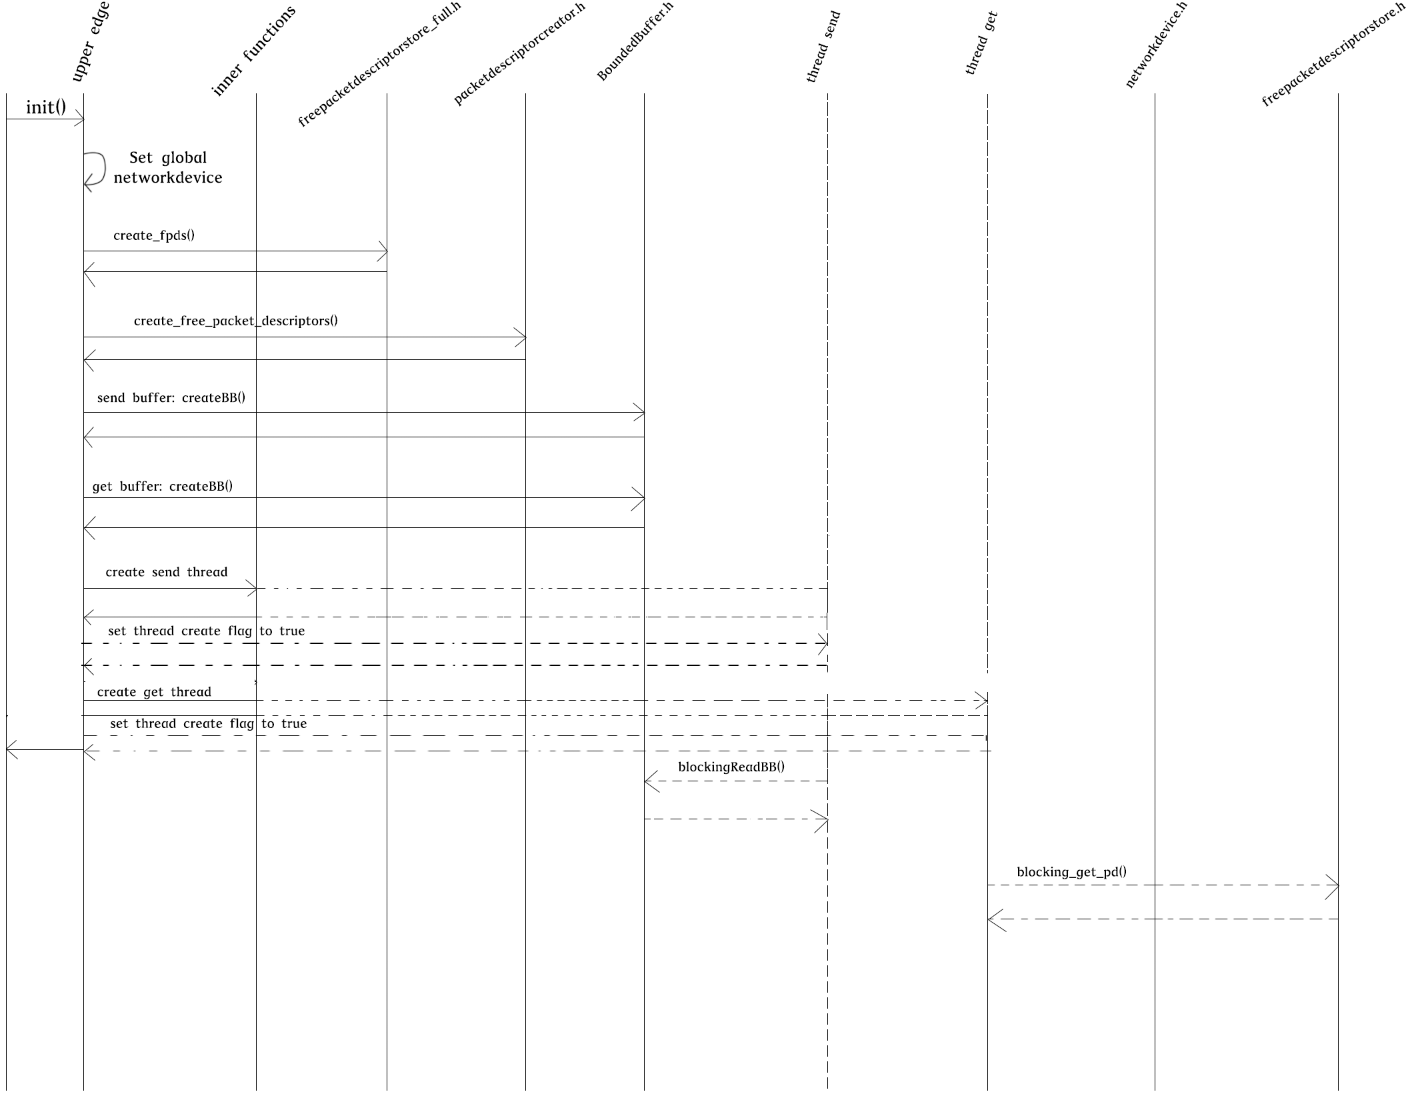 upper edge
inner functions
freepacketdescriptorstore_full.h
packetdescriptorcreator.h
BoundedBuffer.h
thread send
thread get
networkdevice.h
freepacketdescriptorstore.h
init()
Set global
networkdevice
create_fpds()
create_free_packet_descriptors()
send buffer: createBB()
get buffer: createBB()
create send thread
set thread create flag to true
create get thread
set thread create flag to true
blockingReadBB()
blocking_get_pd()